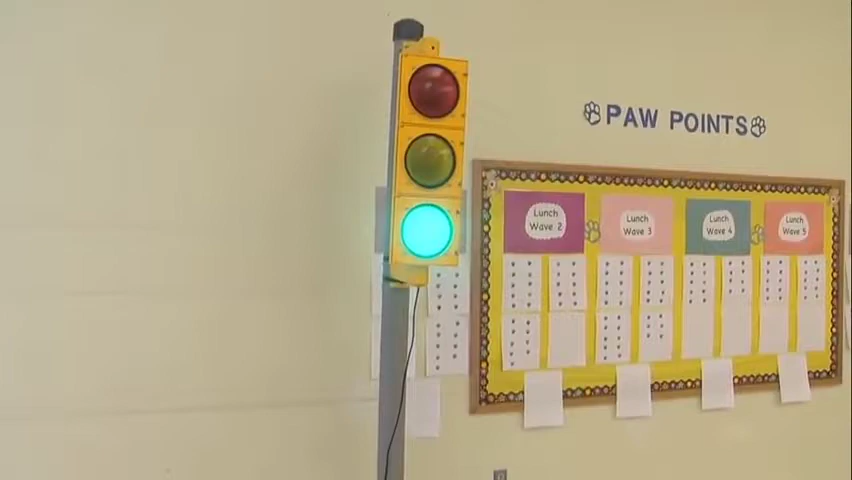 PAW POINTS
Lunch
Wave 2
Lunch
Wave 3
Lunch
Wave 4
Lunch
Wave 5